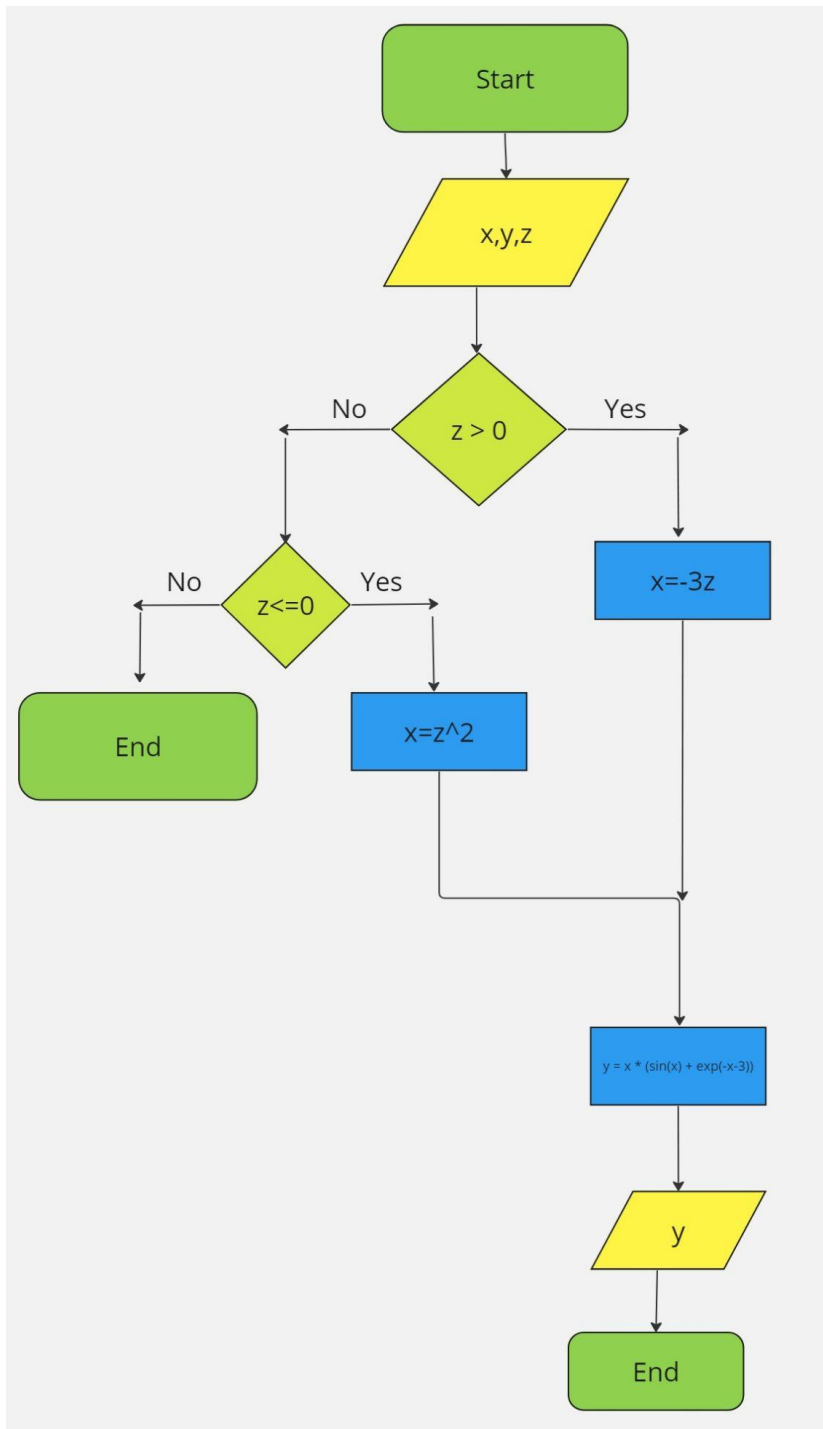 Start
x,y,z
No
Yes
z > 0
No
Yes
z<=0
x=-3z
End
x=z^2
y = x * (sin(x) + exp(-x-3))
y
End